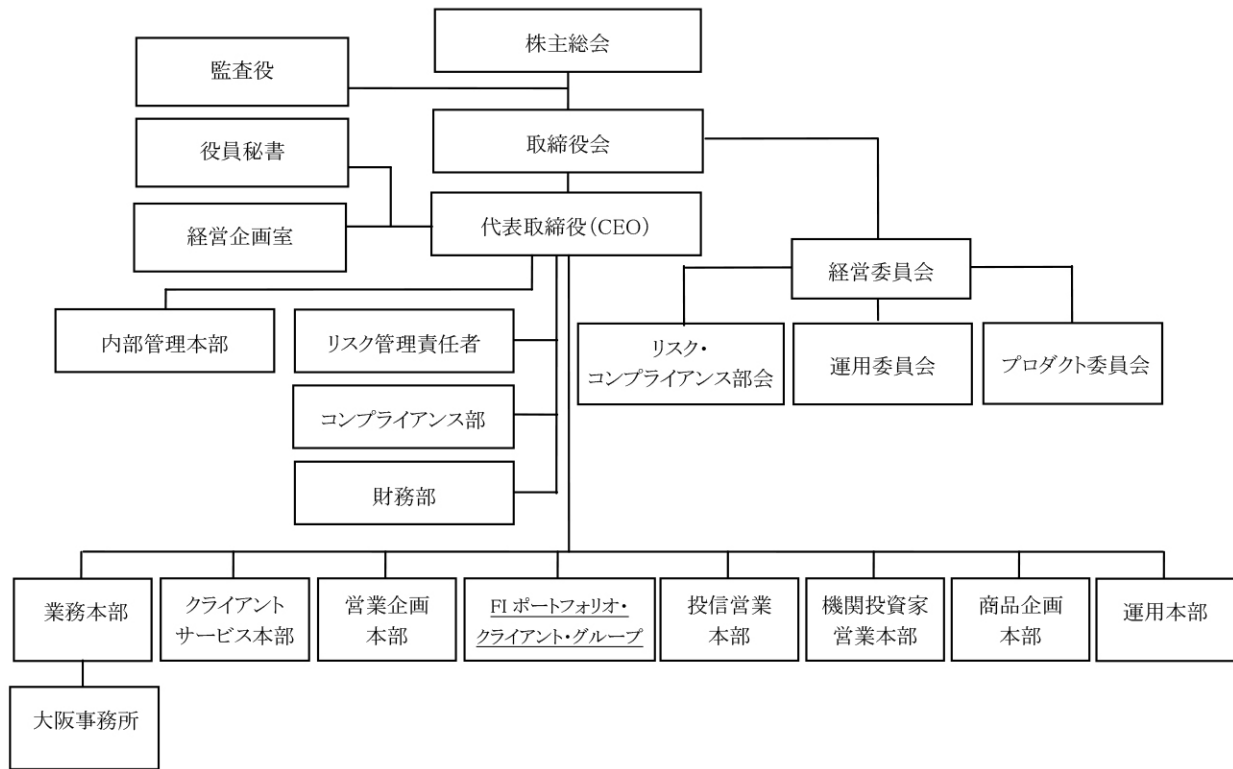 株主総会
監査役
取締役会
役員秘書
代表取締役(CEO)
経営企画室
経営委員会
内部管理本部
リスク管理責任者
リスク・
コンプライアンス部会
運用委員会
プロダクト委員会
コンプライアンス部
財務部
業務本部
クライアント
サービス本部
営業企画
本部
FI ポートフォリオ・
クライアント・グループ
投信営業
本部
機関投資家
営業本部
商品企画
本部
運用本部
大阪事務所